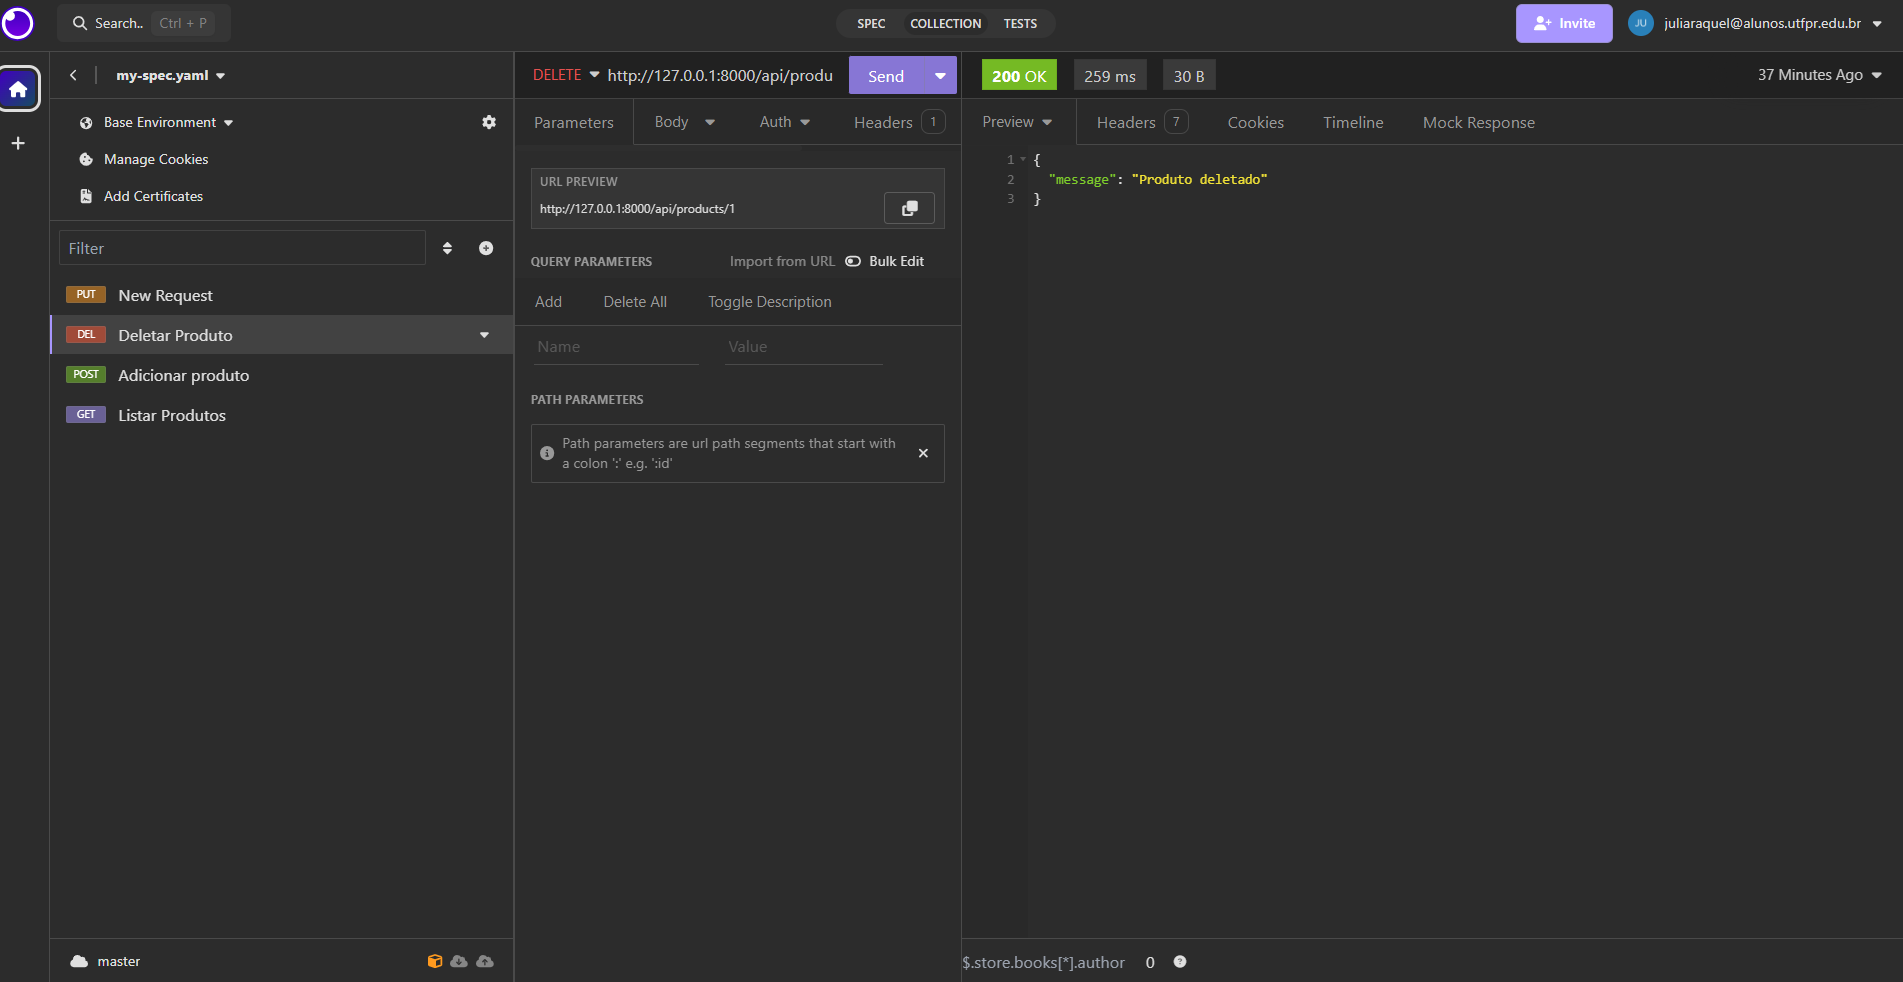 Search.. Ctrl + P
SPEC COLLECTION TESTS
Invite
JU juliaraquel@alunos.utfpr.edu.br
my-spec.yaml
Base Environment
Manage Cookies
Add Certificates
Filter
PUT New Request
DEL Deletar Produto
POST Adicionar produto
GET Listar Produtos
master
DELETE http://127.0.0.1:8000/api/produ Send
Parameters Body Auth Headers 1
URL PREVIEW
http://127.0.0.1:8000/api/products/1
QUERY PARAMETERS Import from URL Bulk Edit
Add Delete All Toggle Description
Name Value
PATH PARAMETERS
Path parameters are url path segments that start with
a colon ':' e.g. ':id'
200 OK 259 ms 30 B 37 Minutes Ago
Preview Headers 7 Cookies Timeline Mock Response
1 {
2 "message": "Produto deletado"
3 }
$.store.books[*].author 0 ?